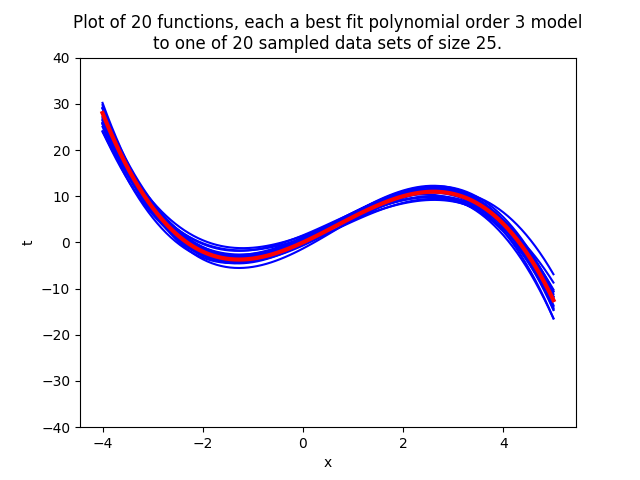 Plot of 20 functions, each a best fit polynomial order 3 model
to one of 20 sampled data sets of size 25.
40
30
20
10
0
−10
−20
−30
−40
t
−4 −2 0 2 4
x